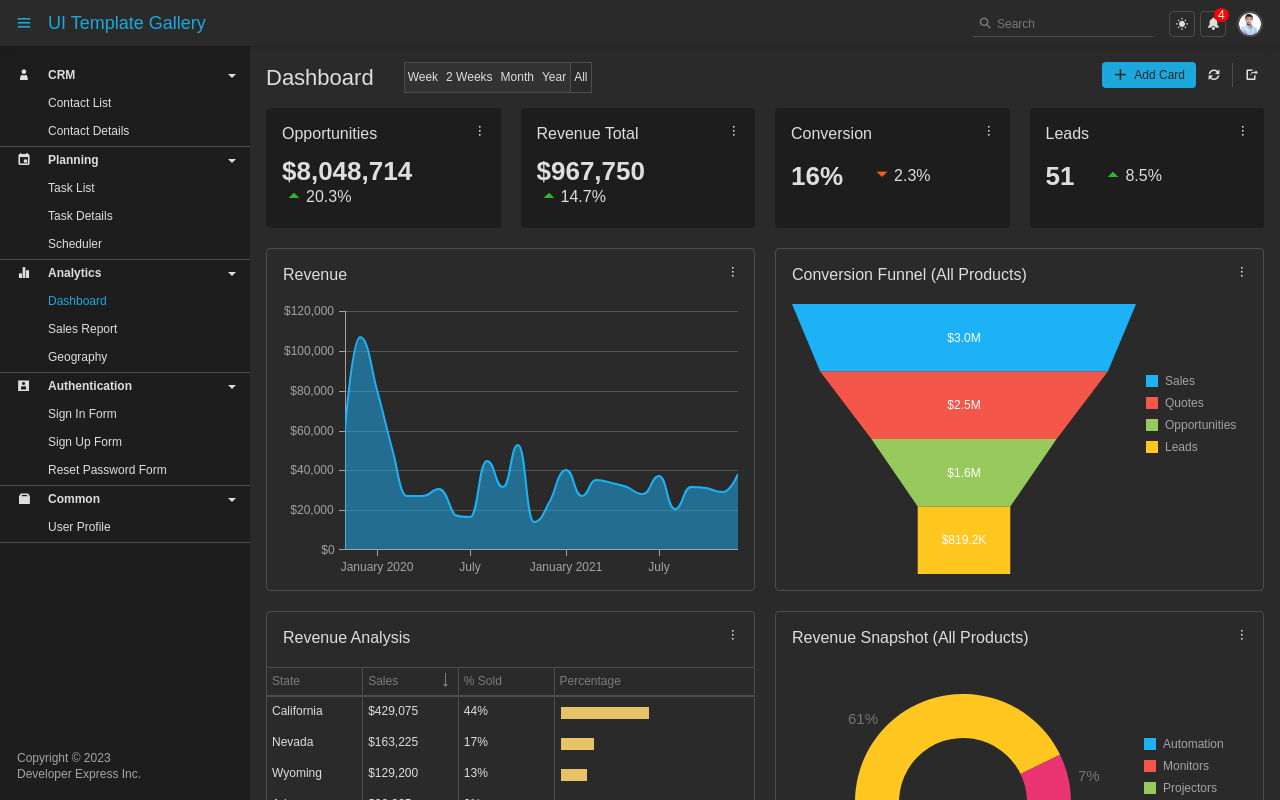 UI Template Gallery
Search
4
CRM
Contact List
Contact Details
Planning
Task List
Task Details
Scheduler
Analytics
Dashboard
Sales Report
Geography
Authentication
Sign In Form
Sign Up Form
Reset Password Form
Common
User Profile
Copyright © 2023
Developer Express Inc.
Dashboard
Week 2 Weeks Month Year All
Add Card
Opportunities
$8,048,714
20.3%
Revenue Total
$967,750
14.7%
Conversion
16% 2.3%
Leads
51 8.5%
Revenue
$120,000
$100,000
$80,000
$60,000
$40,000
$20,000
$0
January 2020 July January 2021 July
Conversion Funnel (All Products)
$3.0M
$2.5M
$1.6M
$819.2K
Sales
Quotes
Opportunities
Leads
Revenue Analysis
State Sales % Sold Percentage
California $429,075 44%
Nevada $163,225 17%
Wyoming $129,200 13%
Revenue Snapshot (All Products)
61%
7%
Automation
Monitors
Projectors